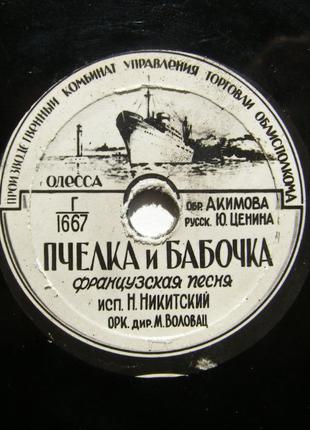 ПРОИЗВОДСТВЕННЫЙ КОМБИНАТ УПРАВЛЕНИЯ ТОРГОВЛИ ОБЛИСПОЛКОМА
ОДЕССА
Г
1667
ОБР. АКИМОВА
РУССК. Ю. ЦЕНИНА
ПЧЕЛКА и БАБОЧКА
ФРАНЦУЗСКАЯ ПЕСНЯ
исп. Н. НИКИТСКИЙ
ОРК. дир. М. ВОЛОВАЦ